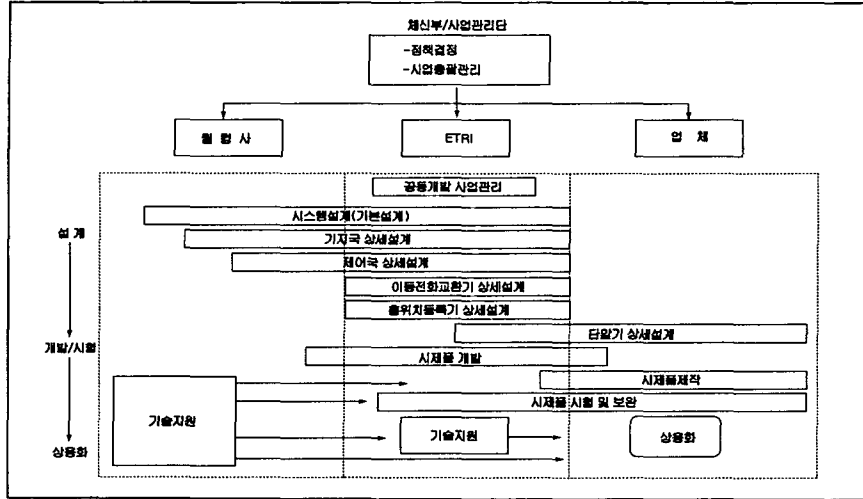 체신부/사업관리단
-정책결정
-사업총괄관리
퀄 컴 사
ETRI
업 체
공동개발 사업관리
시스템설계(기본설계)
설 계
기지국 상세설계
제어국 상세설계
이동전화교환기 상세설계
홈위치등록기 상세설계
단말기 상세설계
개발/시험
시제품 개발
시제품제작
시제품 시험 및 보완
기술지원
기술지원
상용화
상용화